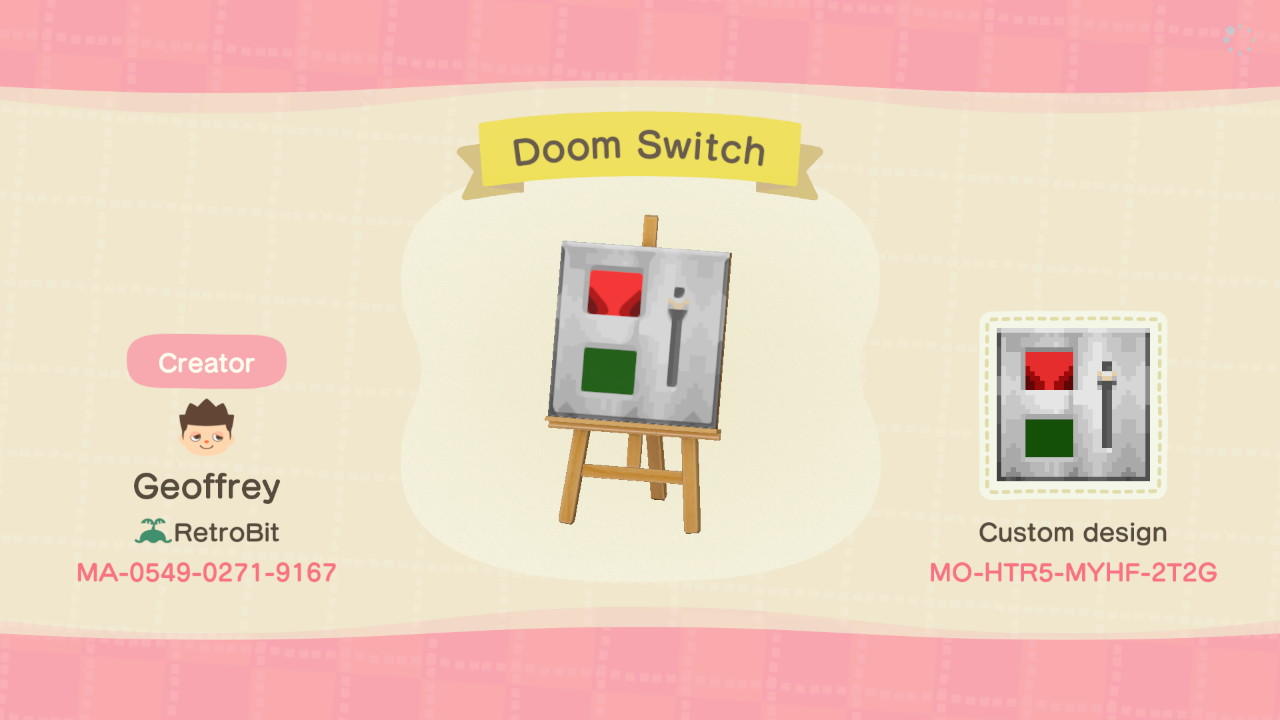 Doom Switch
Creator
Geoffrey
RetroBit
MA-0549-0271-9167
Custom design
MO-HTR5-MYHF-2T2G